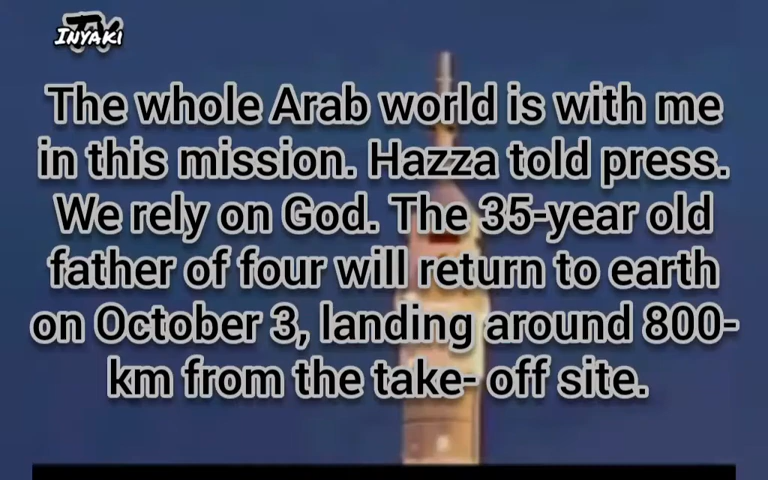 TV
INYAKI
The whole Arab world is with me
in this mission. Hazza told press.
We rely on God. The 35-year old
father of four will return to earth
on October 3, landing around 800-
km from the take- off site.